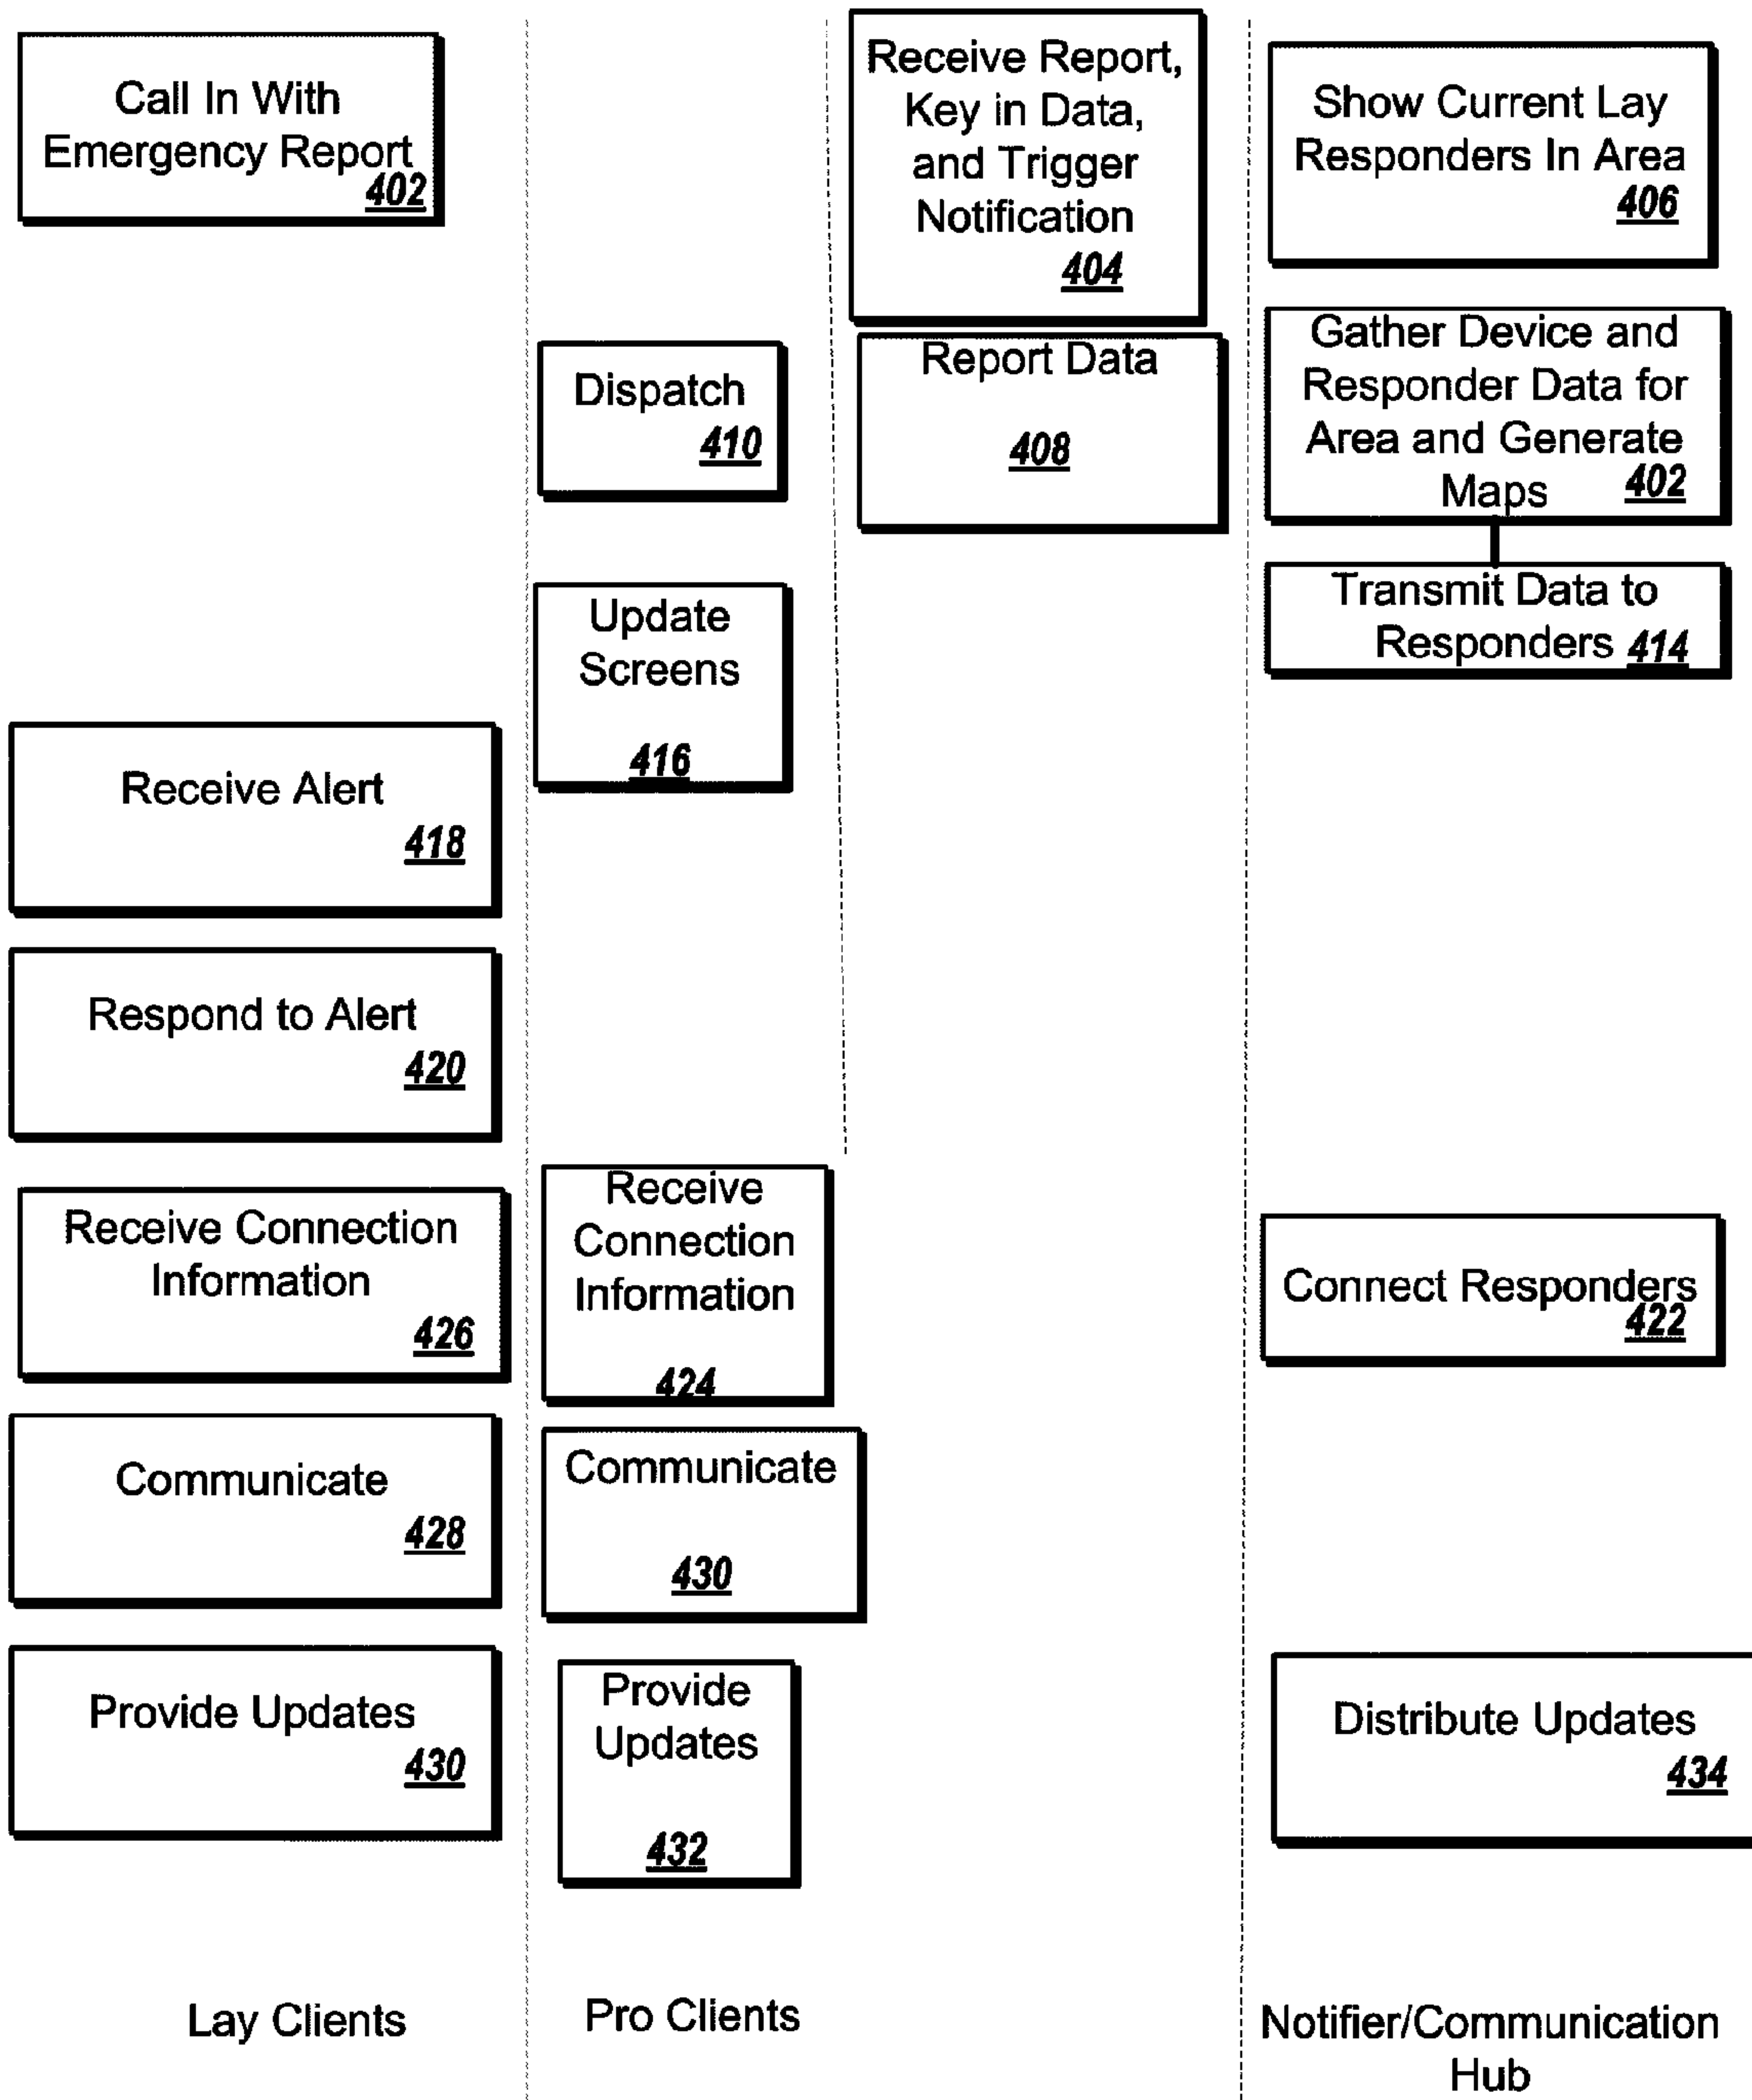 Call In With
Emergency Report
402
Receive Report,
Key in Data,
and Trigger
Notification
404
Show Current Lay
Responders In Area
406
Dispatch
410
Report Data
408
Gather Device and
Responder Data for
Area and Generate
Maps 402
Update
Screens
416
Transmit Data to
Responders 414
Receive Alert
418
Respond to Alert
420
Receive Connection
Information
426
Receive
Connection
Information
424
Connect Responders
422
Communicate
428
Communicate
430
Provide Updates
430
Provide
Updates
432
Distribute Updates
434
Lay Clients
Pro Clients
Notifier/Communication
Hub